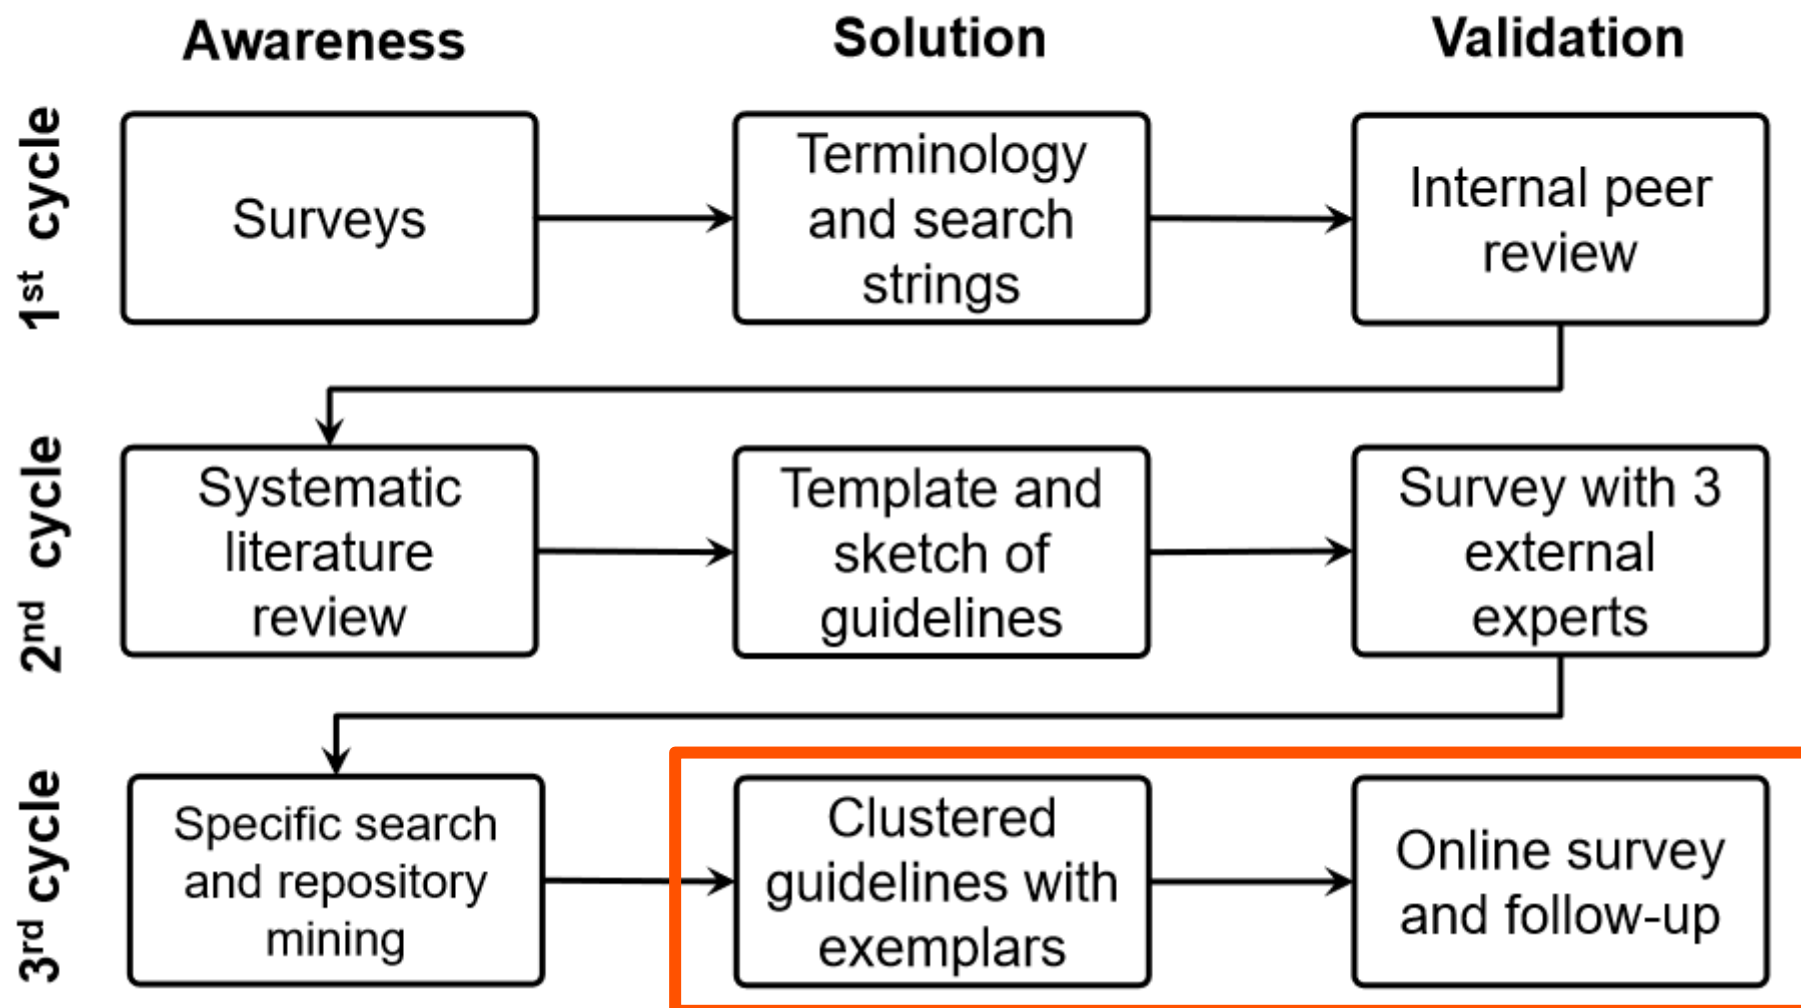 Awareness
Solution
Validation
1st cycle
Surveys
Terminology
and search
strings
Internal peer
review
2nd cycle
Systematic
literature
review
Template and
sketch of
guidelines
Survey with 3
external
experts
3rd cycle
Specific search
and repository
mining
Clustered
guidelines with
exemplars
Online survey
and follow-up